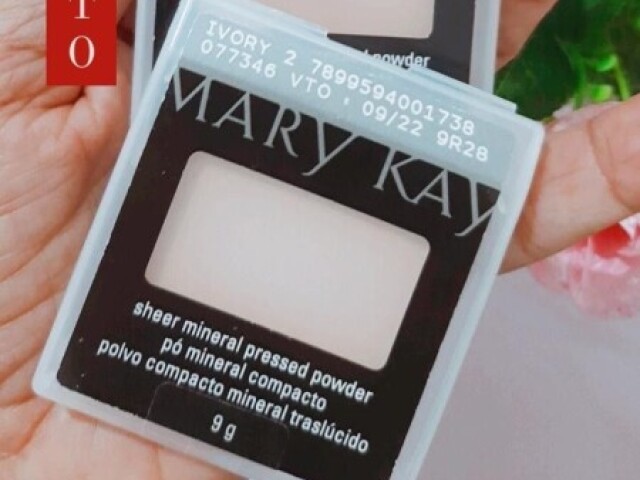 T
O
powder
IVORY 2 7899594001738
077346 VTO : 09/22 9R28
MARY KAY
sheer mineral pressed powder
pó mineral compacto
polvo compacto mineral traslúcido
9 g